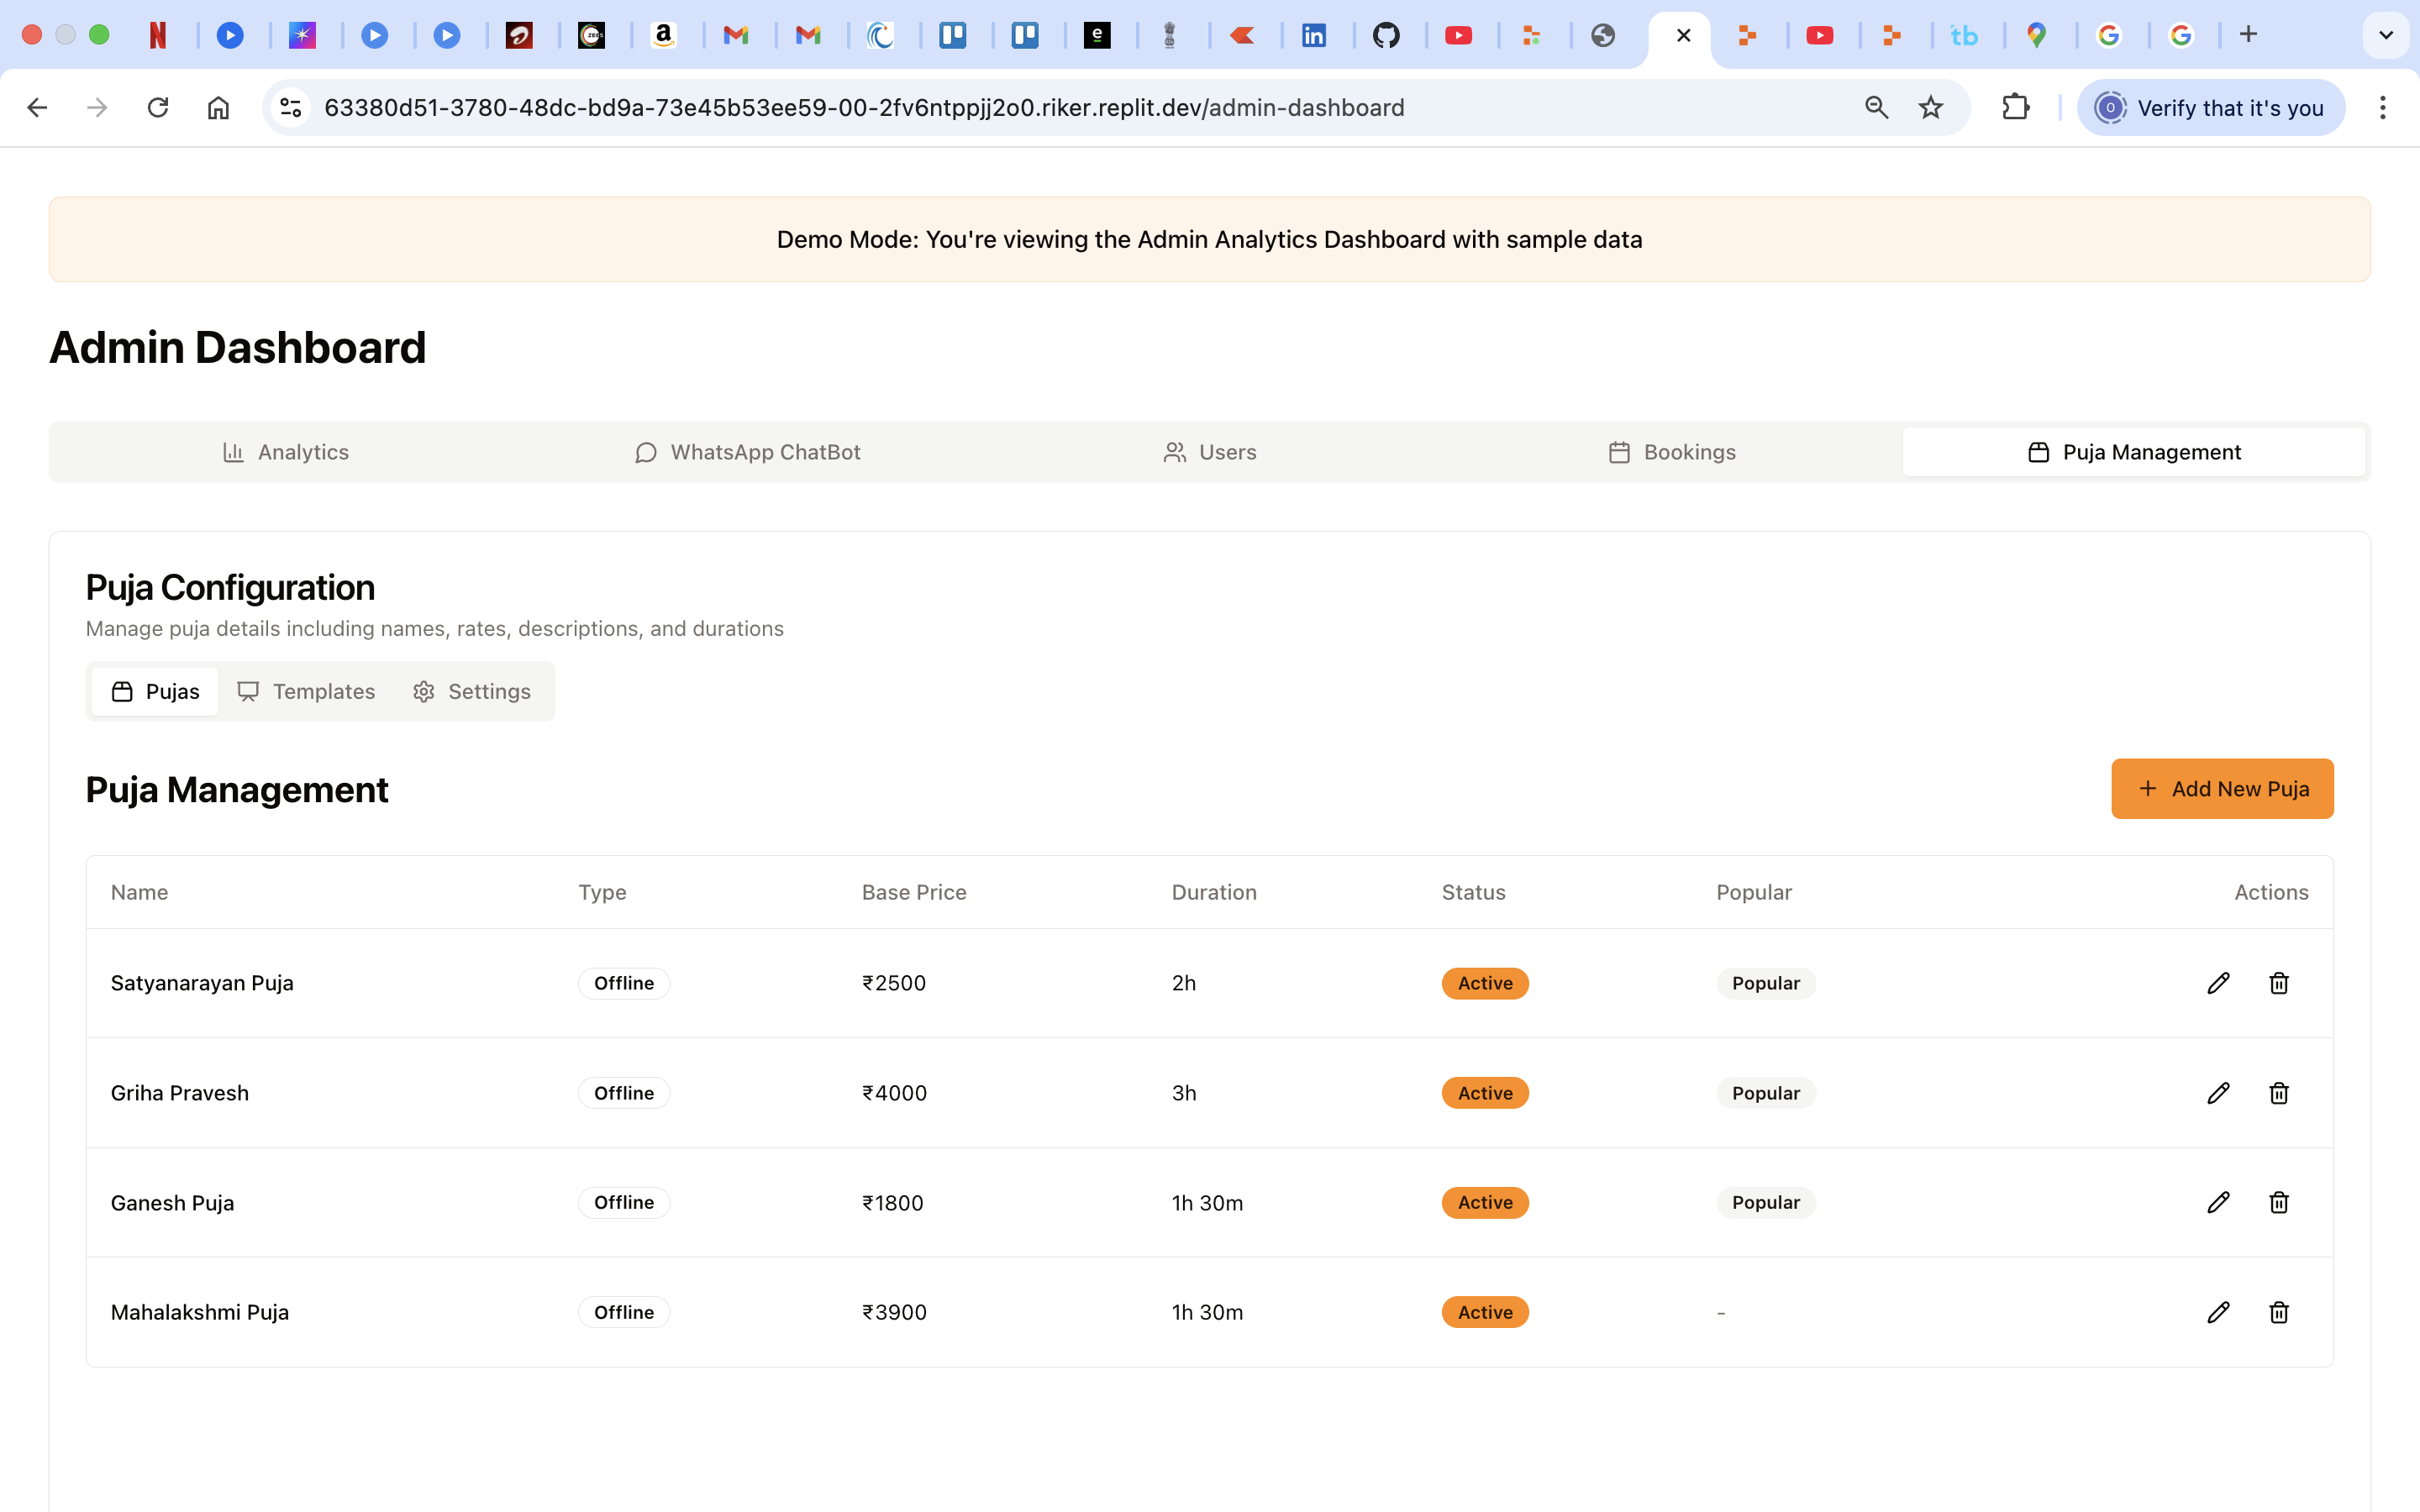 63380d51-3780-48dc-bd9a-73e45b53ee59-00-2fv6ntppjj2o0.riker.replit.dev/admin-dashboard
Verify that it's you
Demo Mode: You're viewing the Admin Analytics Dashboard with sample data
Admin Dashboard
Analytics WhatsApp ChatBot Users Bookings Puja Management
Puja Configuration
Manage puja details including names, rates, descriptions, and durations
Pujas Templates Settings
Puja Management + Add New Puja
Name Type Base Price Duration Status Popular Actions
Satyanarayan Puja Offline ₹2500 2h Active Popular
Griha Pravesh Offline ₹4000 3h Active Popular
Ganesh Puja Offline ₹1800 1h 30m Active Popular
Mahalakshmi Puja Offline ₹3900 1h 30m Active -